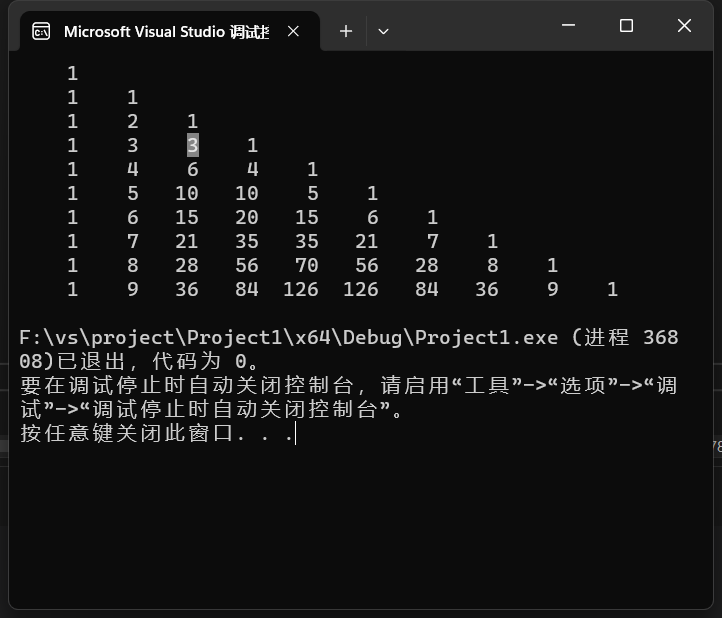 Microsoft Visual Studio 调试
1
1 1
1 2 1
1 3 3 1
1 4 6 4 1
1 5 10 10 5 1
1 6 15 20 15 6 1
1 7 21 35 35 21 7 1
1 8 28 56 70 56 28 8 1
1 9 36 84 126 126 84 36 9 1
F:\vs\project\Project1\x64\Debug\Project1.exe (进程 368
08)已退出，代码为 0。
要在调试停止时自动关闭控制台，请启用“工具”->“选项”->“调
试”->“调试停止时自动关闭控制台”。
按任意键关闭此窗口. . .